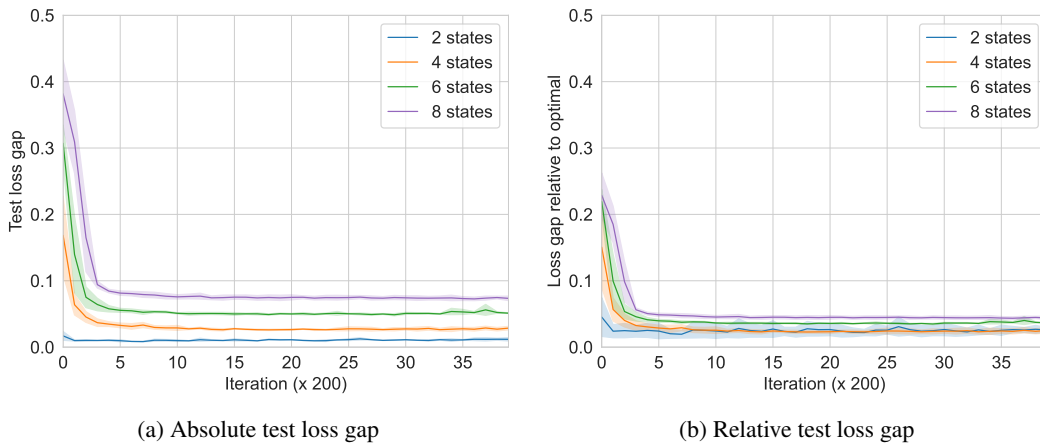 0.5
0.4
0.3
0.2
0.1
0.0
Test loss gap
2 states
4 states
6 states
8 states
0 5 10 15 20 25 30 35
Iteration (x 200)
(a) Absolute test loss gap
0.5
0.4
0.3
0.2
0.1
0.0
Loss gap relative to optimal
2 states
4 states
6 states
8 states
0 5 10 15 20 25 30 35
Iteration (x 200)
(b) Relative test loss gap